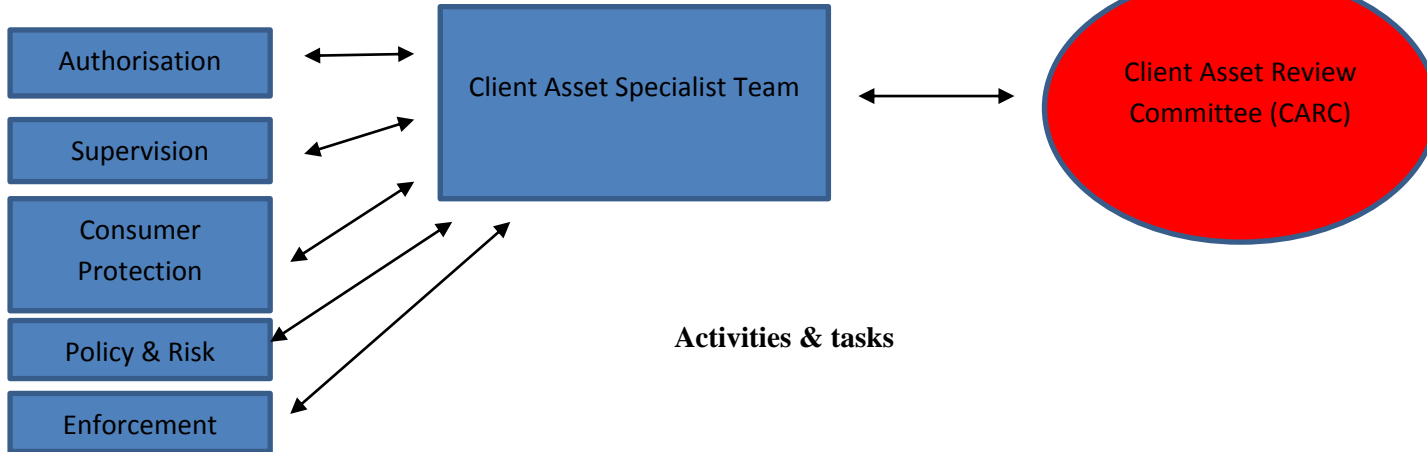 Authorisation
Supervision
Consumer
Protection
Policy & Risk
Enforcement
Client Asset Specialist Team
Client Asset Review
Committee (CARC)
Activities & tasks